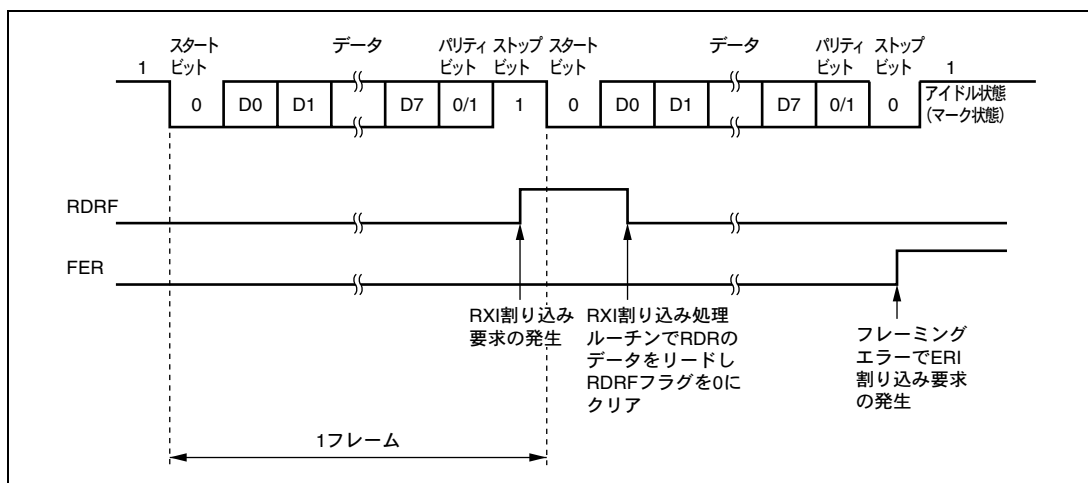 スタート
ビット
データ
パリティ
ビット
ストップ
ビット
スタート
ビット
データ
パリティ
ビット
ストップ
ビット
1
0
D0
D1
D7
0/1
1
0
D0
D1
D7
0/1
0
1
アイドル状態
(マーク状態)
RDRF
FER
RXI割り込み
要求の発生
RXI割り込み処理
ルーチンでRDRの
データをリードし
RDRFフラグを0に
クリア
フレーミング
エラーでERI
割り込み要求
の発生
1フレーム